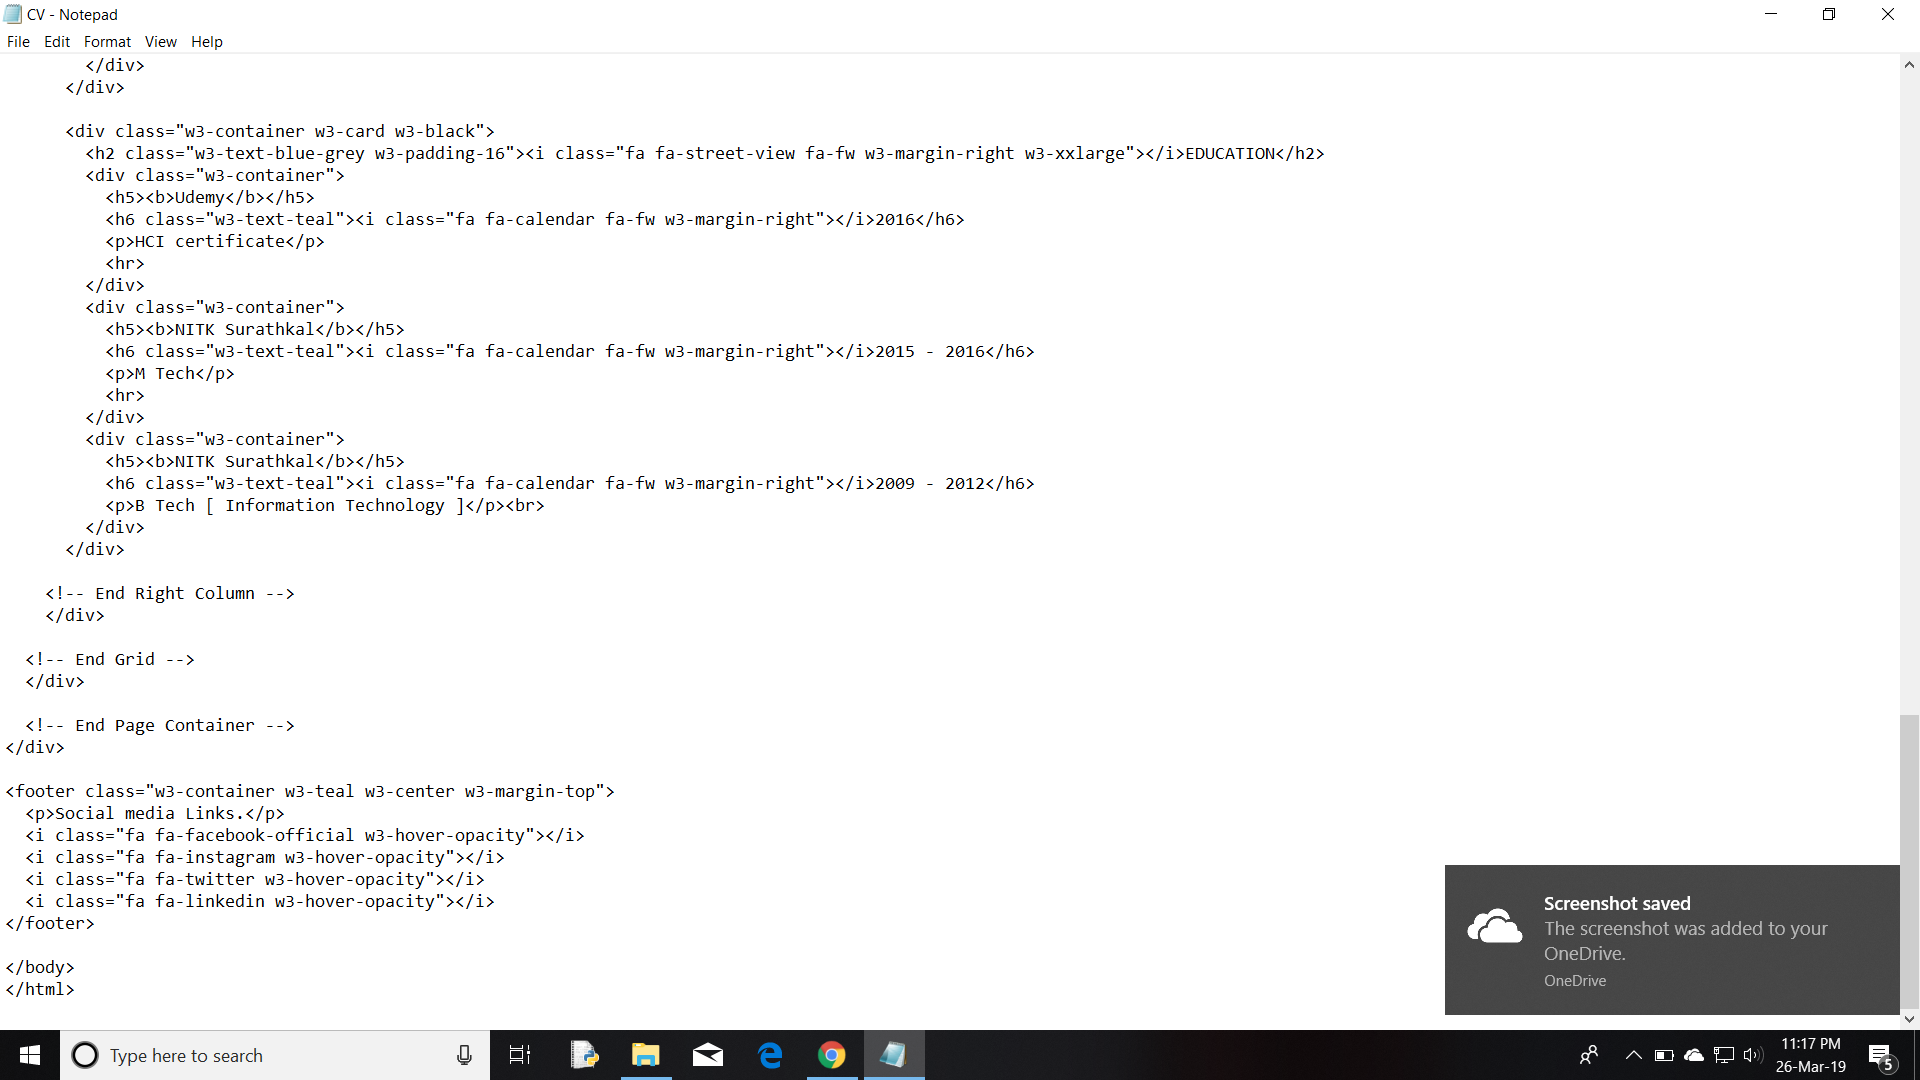 CV - Notepad
File Edit Format View Help
        </div>
      </div>

      <div class="w3-container w3-card w3-black">
        <h2 class="w3-text-blue-grey w3-padding-16"><i class="fa fa-street-view fa-fw w3-margin-right w3-xxlarge"></i>EDUCATION</h2>
        <div class="w3-container">
          <h5><b>Udemy</b></h5>
          <h6 class="w3-text-teal"><i class="fa fa-calendar fa-fw w3-margin-right"></i>2016</h6>
          <p>HCI certificate</p>
          <hr>
        </div>
        <div class="w3-container">
          <h5><b>NITK Surathkal</b></h5>
          <h6 class="w3-text-teal"><i class="fa fa-calendar fa-fw w3-margin-right"></i>2015 - 2016</h6>
          <p>M Tech</p>
          <hr>
        </div>
        <div class="w3-container">
          <h5><b>NITK Surathkal</b></h5>
          <h6 class="w3-text-teal"><i class="fa fa-calendar fa-fw w3-margin-right"></i>2009 - 2012</h6>
          <p>B Tech [ Information Technology ]</p><br>
        </div>
      </div>

    <!-- End Right Column -->
    </div>

  <!-- End Grid -->
  </div>

  <!-- End Page Container -->
</div>

<footer class="w3-container w3-teal w3-center w3-margin-top">
  <p>Social media Links.</p>
  <i class="fa fa-facebook-official w3-hover-opacity"></i>
  <i class="fa fa-instagram w3-hover-opacity"></i>
  <i class="fa fa-twitter w3-hover-opacity"></i>
  <i class="fa fa-linkedin w3-hover-opacity"></i>
</footer>

</body>
</html>
Screenshot saved
The screenshot was added to your
OneDrive.
OneDrive
Type here to search
11:17 PM
26-Mar-19
5